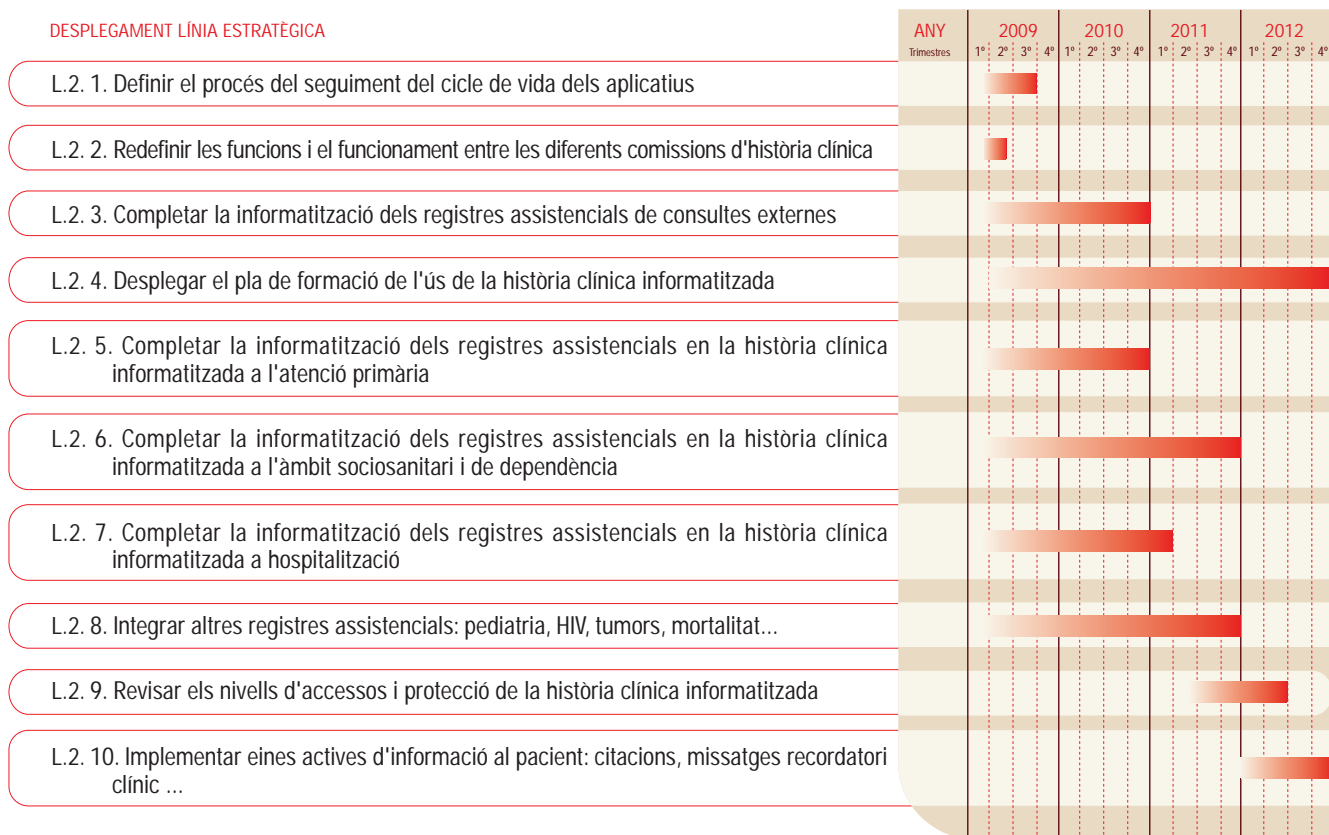 DESPLEGAMENT LÍNIA ESTRATÈGICA
ANY 2009 2010 2011 2012
Trimestres 1º 2º 3º 4º 1º 2º 3º 4º 1º 2º 3º 4º 1º 2º 3º 4º
L.2. 1. Definir el procés del seguiment del cicle de vida dels aplicatius
L.2. 2. Redefinir les funcions i el funcionament entre les diferents comissions d'història clínica
L.2. 3. Completar la informatització dels registres assistencials de consultes externes
L.2. 4. Desplegar el pla de formació de l'ús de la història clínica informatitzada
L.2. 5. Completar la informatització dels registres assistencials en la història clínica
informatitzada a l'atenció primària
L.2. 6. Completar la informatització dels registres assistencials en la història clínica
informatitzada a l'àmbit sociosanitari i de dependència
L.2. 7. Completar la informatització dels registres assistencials en la història clínica
informatitzada a hospitalització
L.2. 8. Integrar altres registres assistencials: pediatria, HIV, tumors, mortalitat...
L.2. 9. Revisar els nivells d'accessos i protecció de la història clínica informatitzada
L.2. 10. Implementar eines actives d'informació al pacient: citacions, missatges recordatori
clínic ...